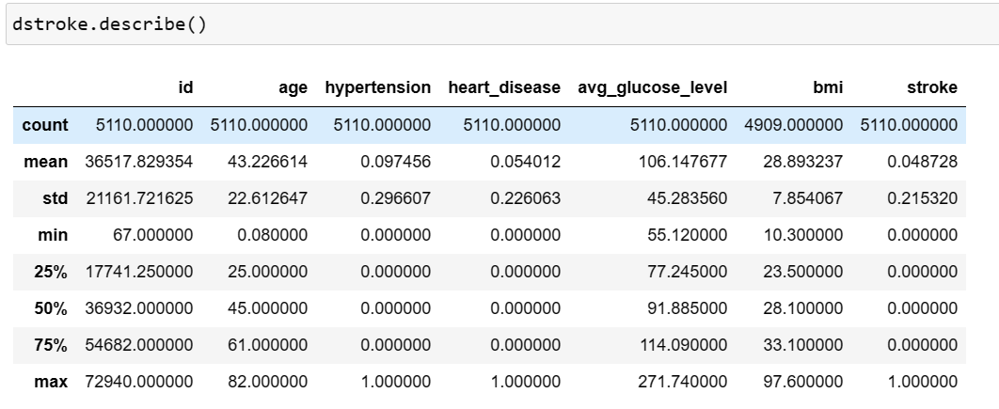 dstroke.describe()
id age hypertension heart_disease avg_glucose_level bmi stroke
count 5110.000000 5110.000000 5110.000000 5110.000000 5110.000000 4909.000000 5110.000000
mean 36517.829354 43.226614 0.097456 0.054012 106.147677 28.893237 0.048728
std 21161.721625 22.612647 0.296607 0.226063 45.283560 7.854067 0.215320
min 67.000000 0.080000 0.000000 0.000000 55.120000 10.300000 0.000000
25% 17741.250000 25.000000 0.000000 0.000000 77.245000 23.500000 0.000000
50% 36932.000000 45.000000 0.000000 0.000000 91.885000 28.100000 0.000000
75% 54682.000000 61.000000 0.000000 0.000000 114.090000 33.100000 0.000000
max 72940.000000 82.000000 1.000000 1.000000 271.740000 97.600000 1.000000